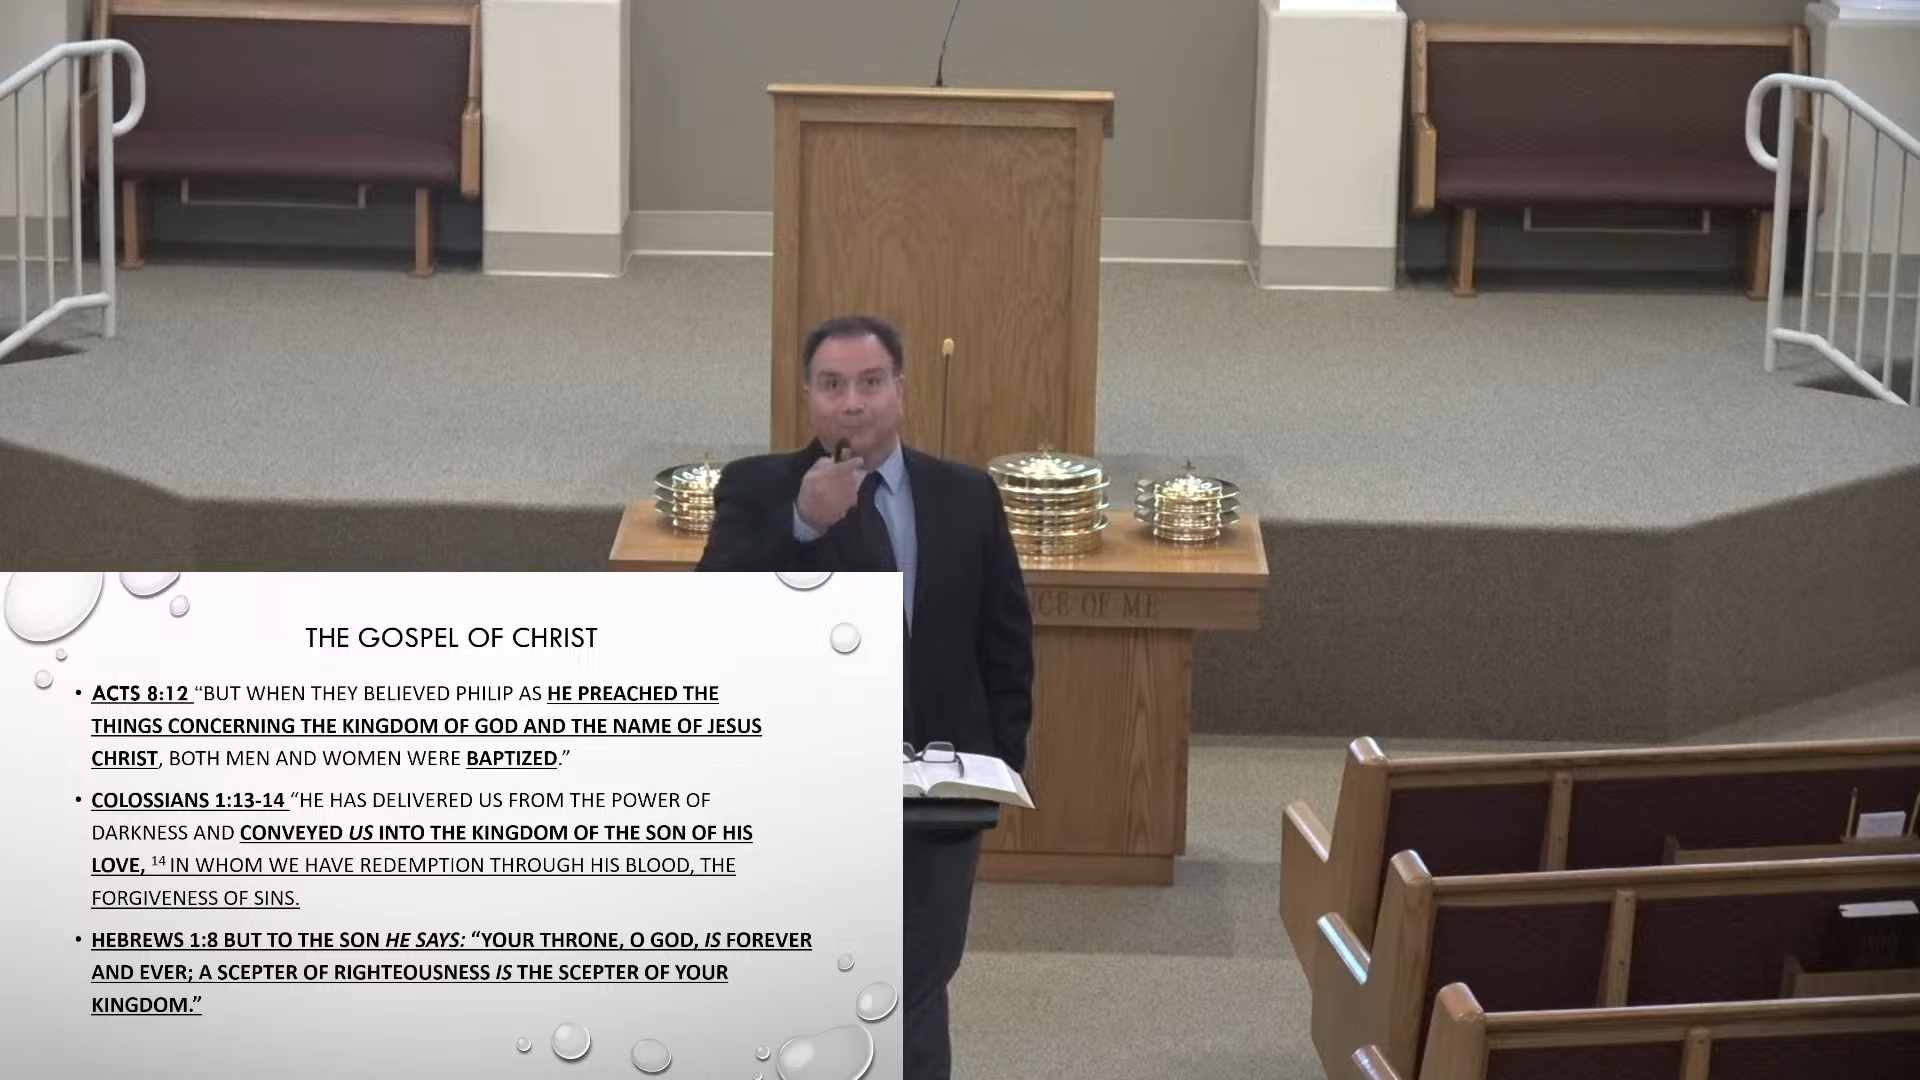 CE OF ME
THE GOSPEL OF CHRIST
• ACTS 8:12 “BUT WHEN THEY BELIEVED PHILIP AS HE PREACHED THE
THINGS CONCERNING THE KINGDOM OF GOD AND THE NAME OF JESUS
CHRIST, BOTH MEN AND WOMEN WERE BAPTIZED.”
• COLOSSIANS 1:13-14 “HE HAS DELIVERED US FROM THE POWER OF
DARKNESS AND CONVEYED US INTO THE KINGDOM OF THE SON OF HIS
LOVE, 14 IN WHOM WE HAVE REDEMPTION THROUGH HIS BLOOD, THE
FORGIVENESS OF SINS.
• HEBREWS 1:8 BUT TO THE SON HE SAYS: “YOUR THRONE, O GOD, IS FOREVER
AND EVER; A SCEPTER OF RIGHTEOUSNESS IS THE SCEPTER OF YOUR
KINGDOM.”